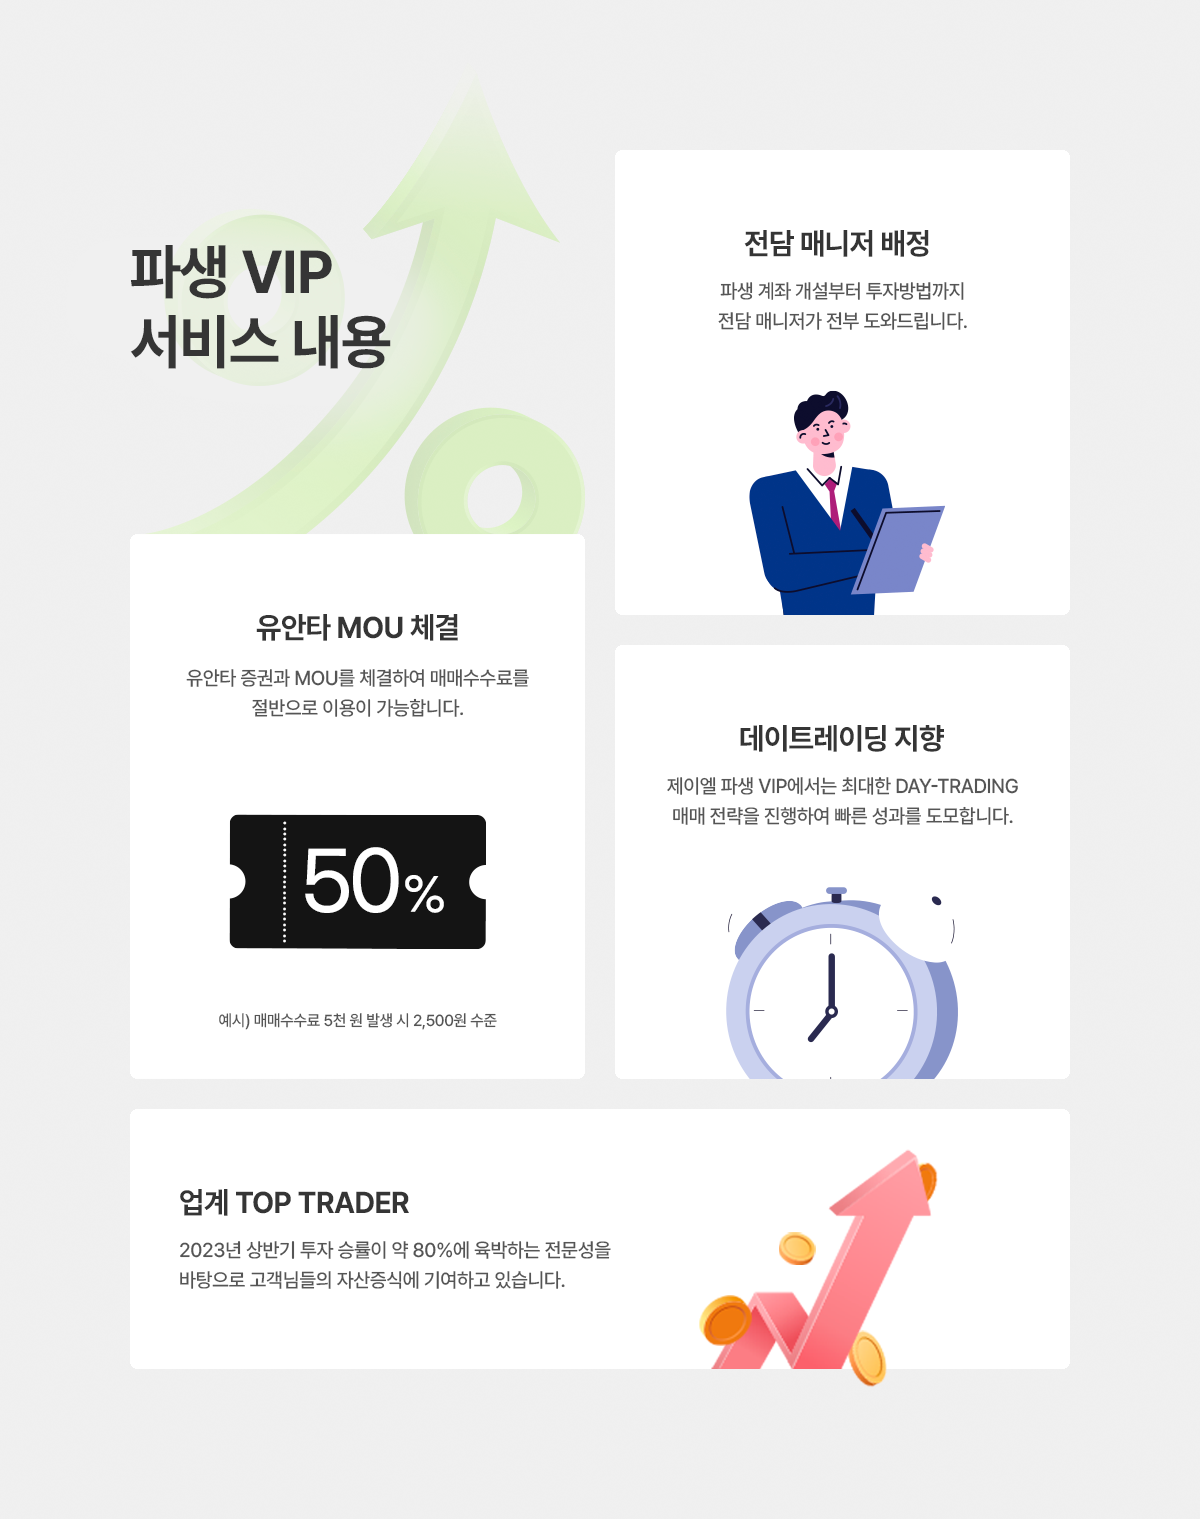 파생 VIP
서비스 내용
전담 매니저 배정
파생 계좌 개설부터 투자방법까지
전담 매니저가 전부 도와드립니다.
유안타 MOU 체결
유안타 증권과 MOU를 체결하여 매매수수료를
절반으로 이용이 가능합니다.
50%
예시) 매매수수료 5천 원 발생 시 2,500원 수준
데이트레이딩 지향
제이엘 파생 VIP에서는 최대한 DAY-TRADING
매매 전략을 진행하여 빠른 성과를 도모합니다.
업계 TOP TRADER
2023년 상반기 투자 승률이 약 80%에 육박하는 전문성을
바탕으로 고객님들의 자산증식에 기여하고 있습니다.